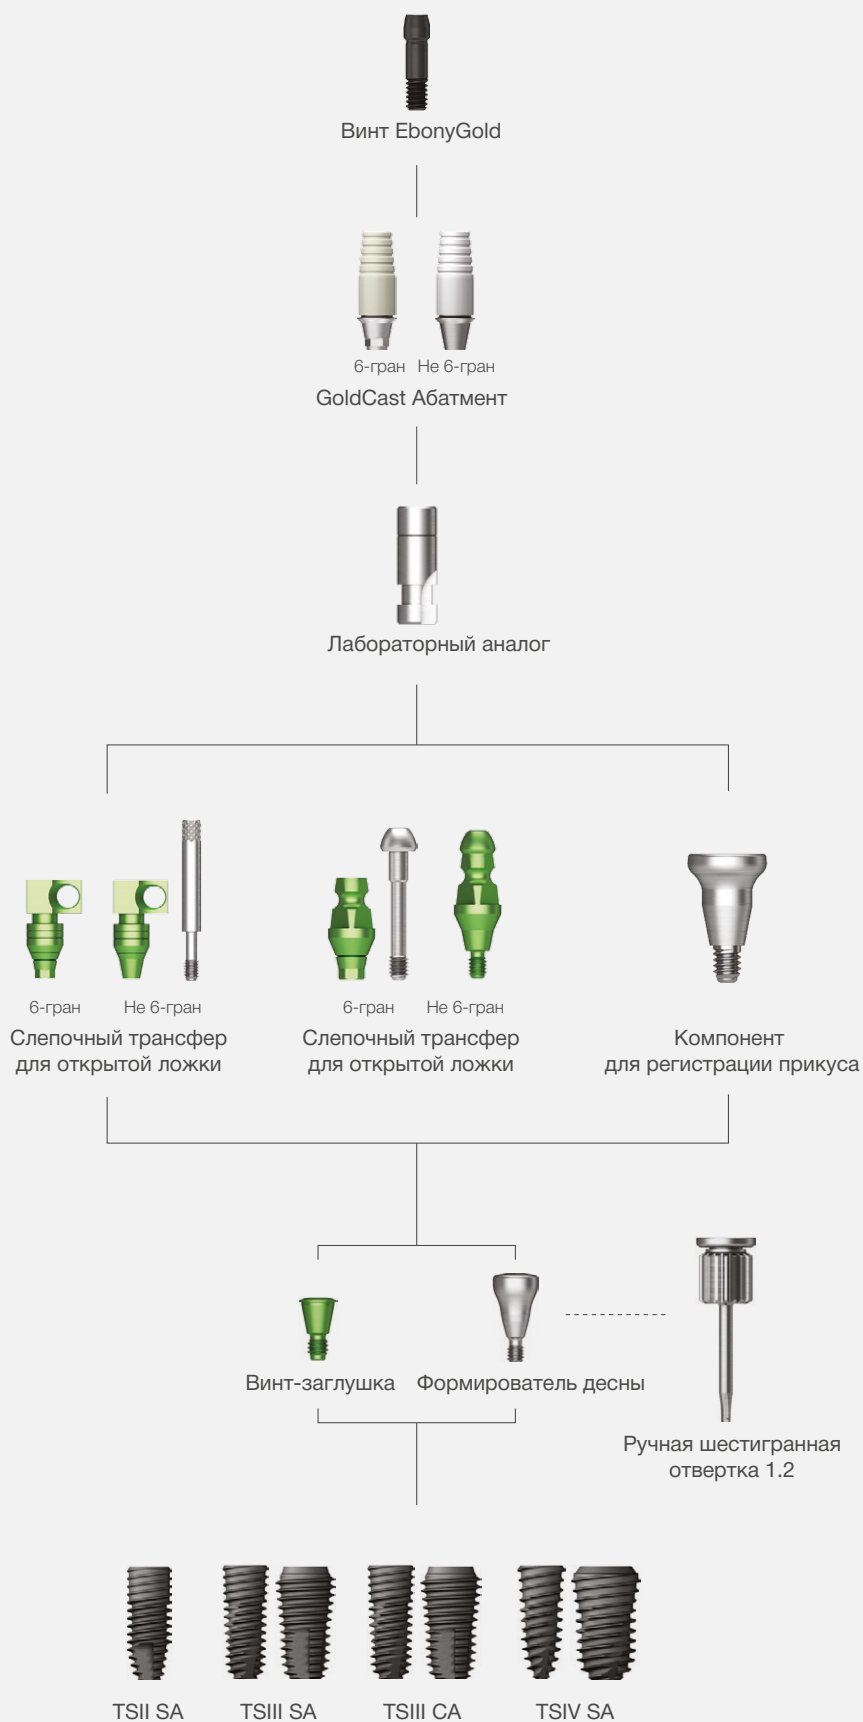 Винт EbonyGold
6-гран Не 6-гран
GoldCast Абатмент
Лабораторный аналог
6-гран Не 6-гран
Слепочный трансфер
для открытой ложки
6-гран Не 6-гран
Слепочный трансфер
для открытой ложки
Компонент
для регистрации прикуса
Винт-заглушка
Формирователь десны
Ручная шестигранная
отвертка 1.2
TSII SA
TSIII SA
TSIII CA
TSIV SA